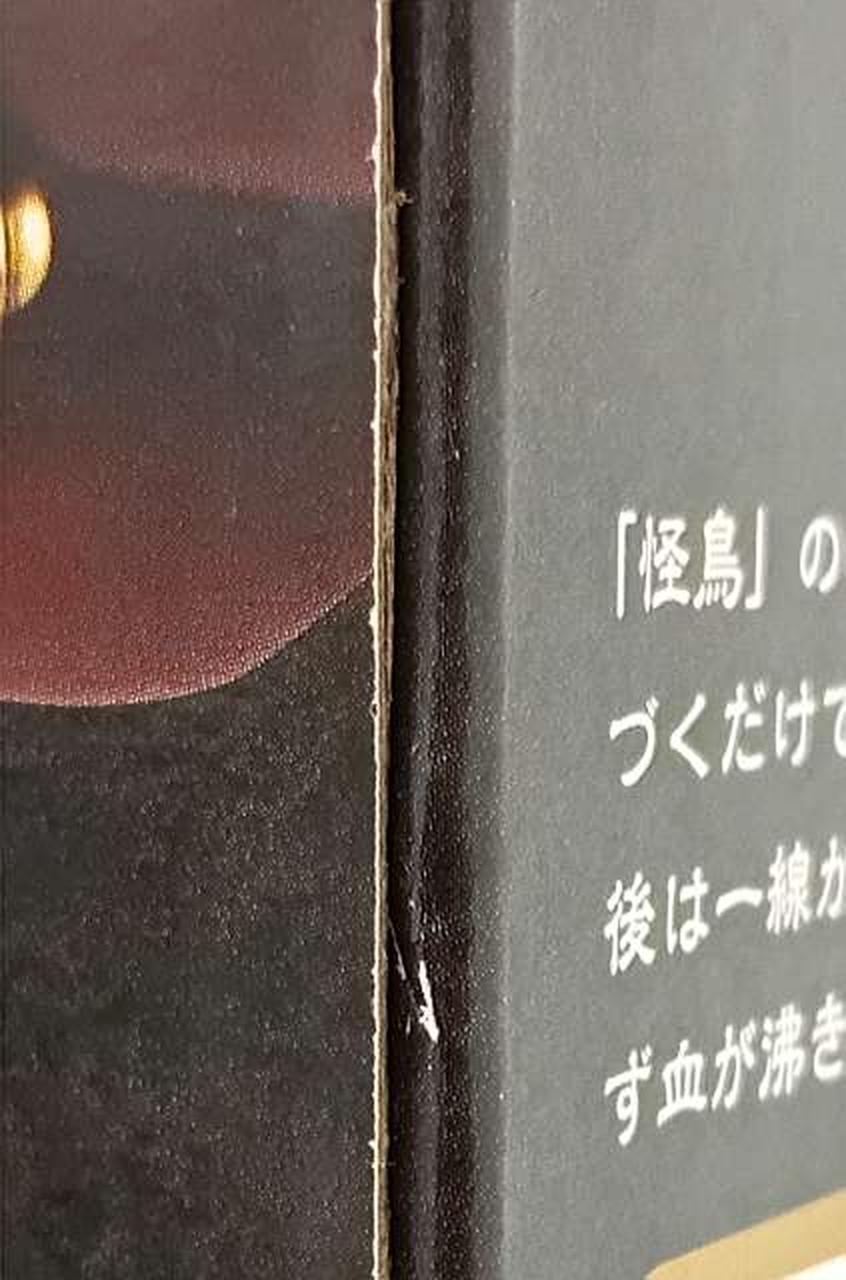 「怪鳥」の
づくだけで
後は一線か
ず血が沸き